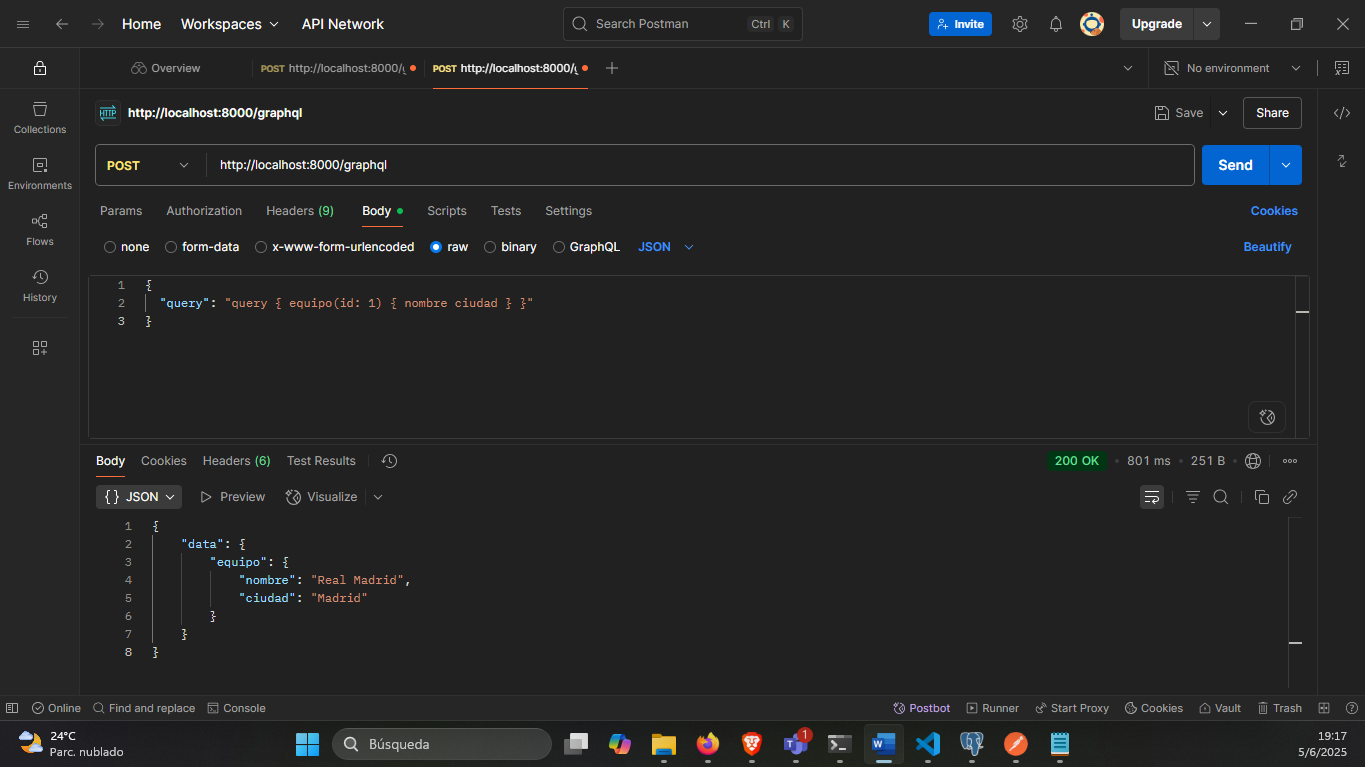 Home Workspaces API Network Search Postman Ctrl K Invite Upgrade
Overview POST http://localhost:8000/g POST http://localhost:8000/g No environment
HTTP http://localhost:8000/graphql Save Share
Collections
POST http://localhost:8000/graphql Send
Environments
Params Authorization Headers (9) Body Scripts Tests Settings Cookies
Flows
none form-data x-www-form-urlencoded raw binary GraphQL JSON Beautify
History
1 {
2 "query": "query { equipo(id: 1) { nombre ciudad } }"
3 }
Body Cookies Headers (6) Test Results 200 OK • 801 ms • 251 B
{ } JSON Preview Visualize
1 {
2 "data": {
3 "equipo": {
4 "nombre": "Real Madrid",
5 "ciudad": "Madrid"
6 }
7 }
8 }
Online Find and replace Console Postbot Runner Start Proxy Cookies Vault Trash
24°C
Parc. nublado
Búsqueda
1
19:17
5/6/2025